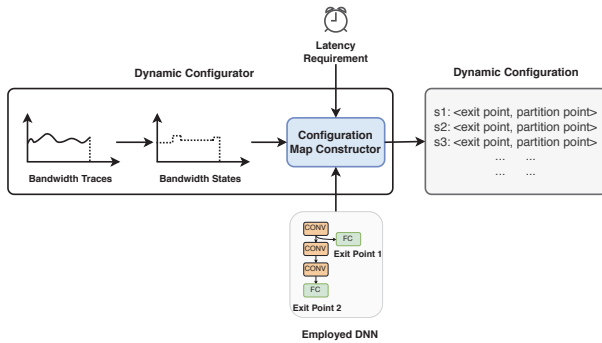 Latency
Requirement
Dynamic Configurator
Dynamic Configuration
Bandwidth Traces
Bandwidth States
Configuration
Map Constructor
s1: <exit point, partition point>
s2: <exit point, partition point>
s3: <exit point, partition point>
... ...
... ...
CONV
FC
CONV
Exit Point 1
CONV
FC
Exit Point 2
Employed DNN